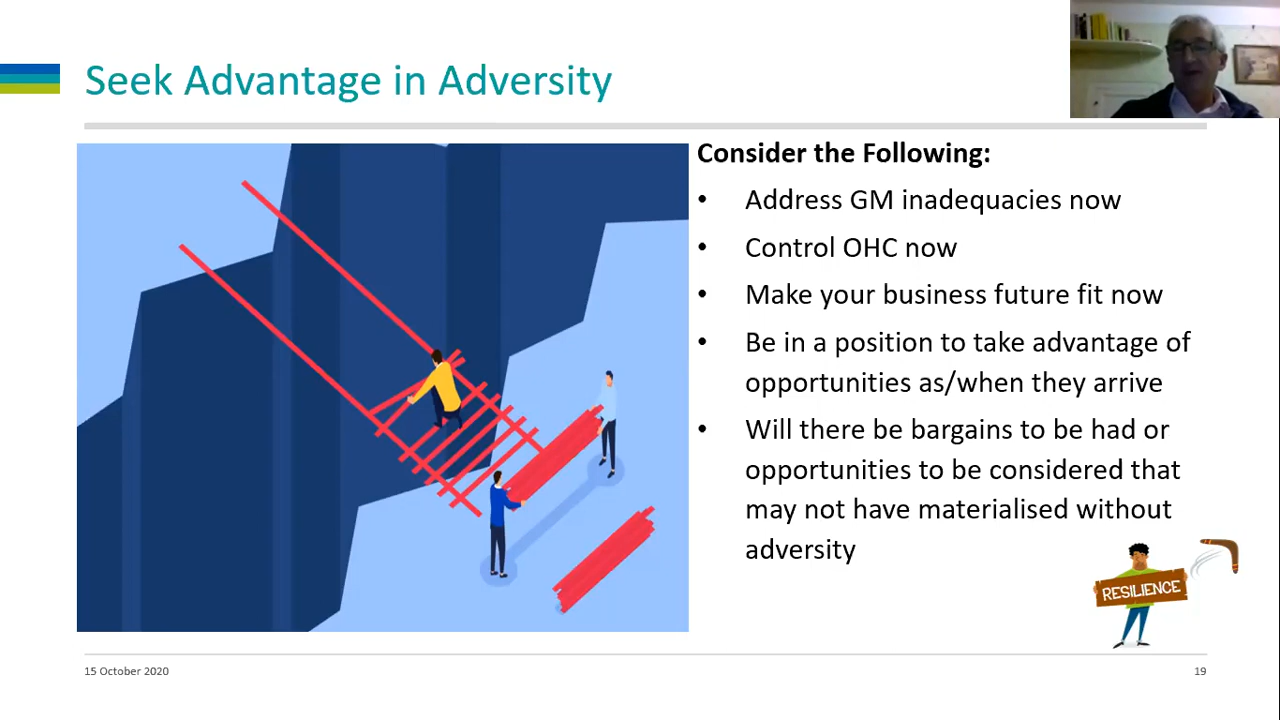 Seek Advantage in Adversity
Consider the Following:
• Address GM inadequacies now
• Control OHC now
• Make your business future fit now
• Be in a position to take advantage of
opportunities as/when they arrive
• Will there be bargains to be had or
opportunities to be considered that
may not have materialised without
adversity
RESILIENCE
15 October 2020
19